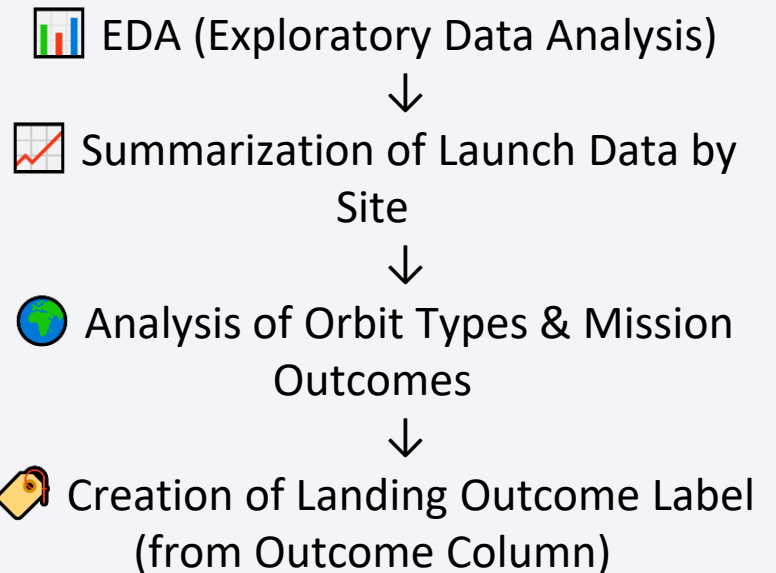 📊 EDA (Exploratory Data Analysis)
↓
📈 Summarization of Launch Data by
Site
↓
🌍 Analysis of Orbit Types & Mission
Outcomes
↓
🏷️ Creation of Landing Outcome Label
(from Outcome Column)